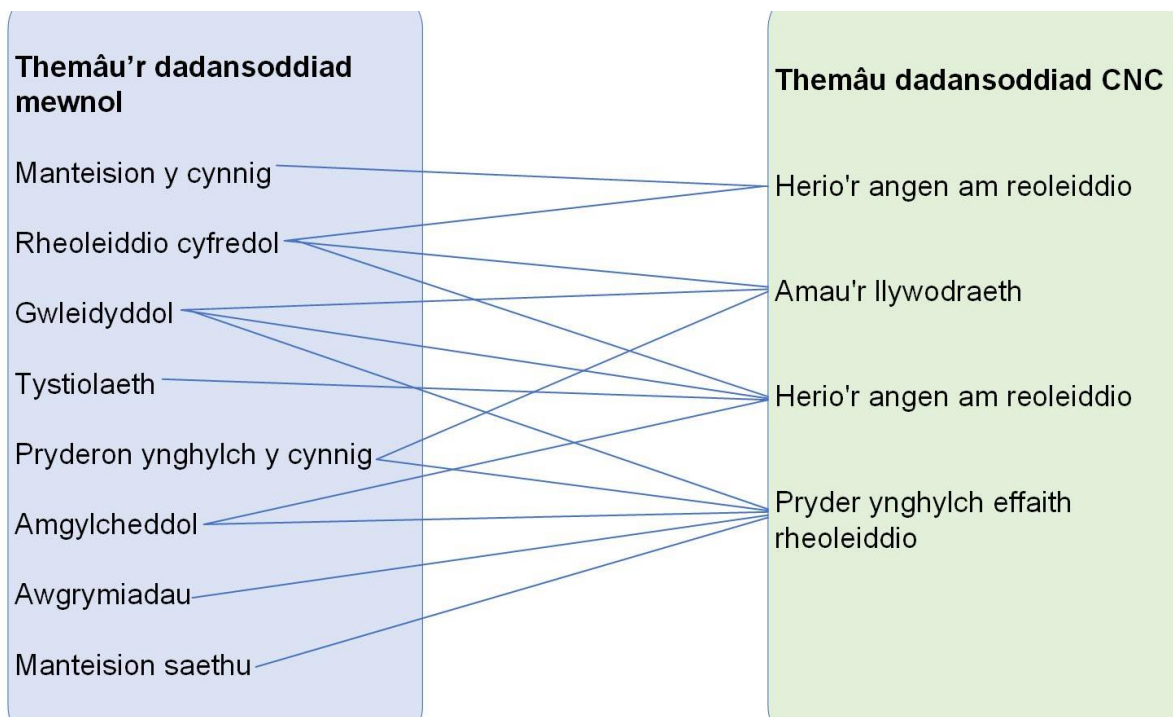 Themâu'r dadansoddiad
mewnol
Manteision y cynnig
Rheoleiddio cyfredol
Gwleidyddol
Tystiolaeth
Pryderon ynghylch y cynnig
Amgylcheddol
Awgrymiadau
Manteision saethu
Themâu dadansoddiad CNC
Herio'r angen am reoleiddio
Amau'r llywodraeth
Herio'r angen am reoleiddio
Pryder ynghylch effaith
rheoleiddio